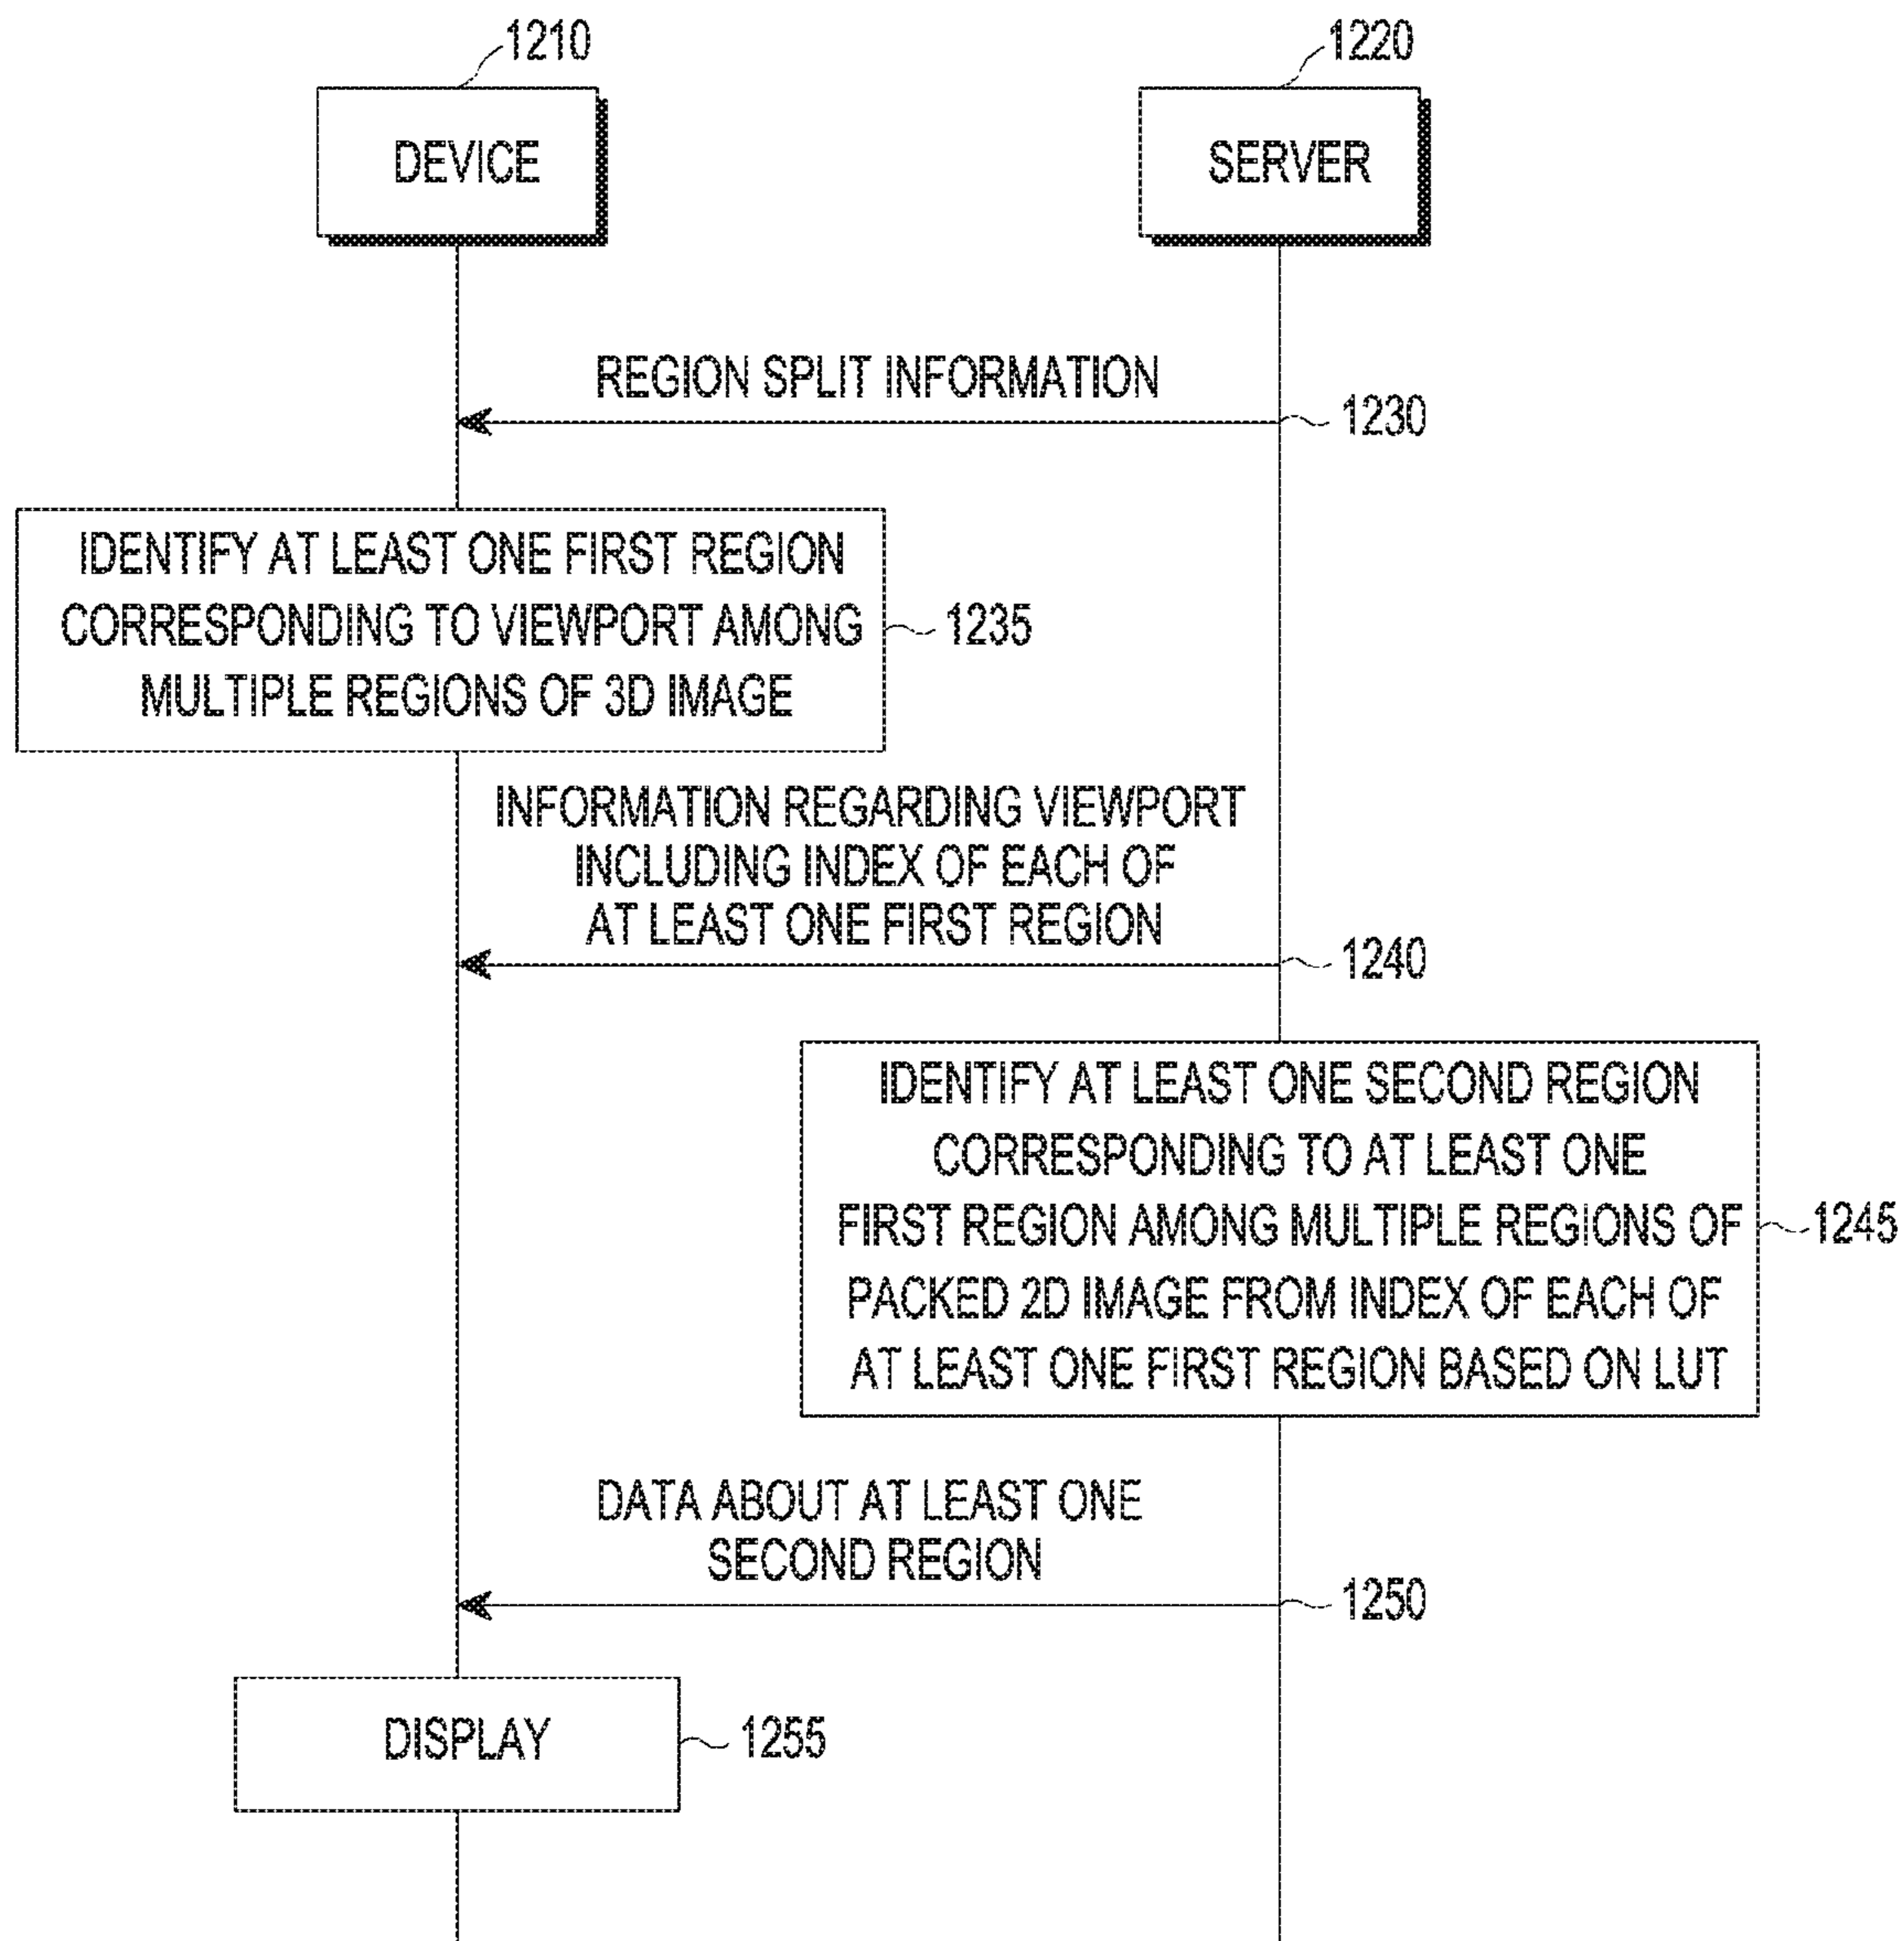 1210
1220
DEVICE
SERVER
REGION SPLIT INFORMATION
1230
IDENTIFY AT LEAST ONE FIRST REGION
CORRESPONDING TO VIEWPORT AMONG
MULTIPLE REGIONS OF 3D IMAGE
1235
INFORMATION REGARDING VIEWPORT
INCLUDING INDEX OF EACH OF
AT LEAST ONE FIRST REGION
1240
IDENTIFY AT LEAST ONE SECOND REGION
CORRESPONDING TO AT LEAST ONE
FIRST REGION AMONG MULTIPLE REGIONS OF
PACKED 2D IMAGE FROM INDEX OF EACH OF
AT LEAST ONE FIRST REGION BASED ON LUT
1245
DATA ABOUT AT LEAST ONE
SECOND REGION
1250
DISPLAY
1255